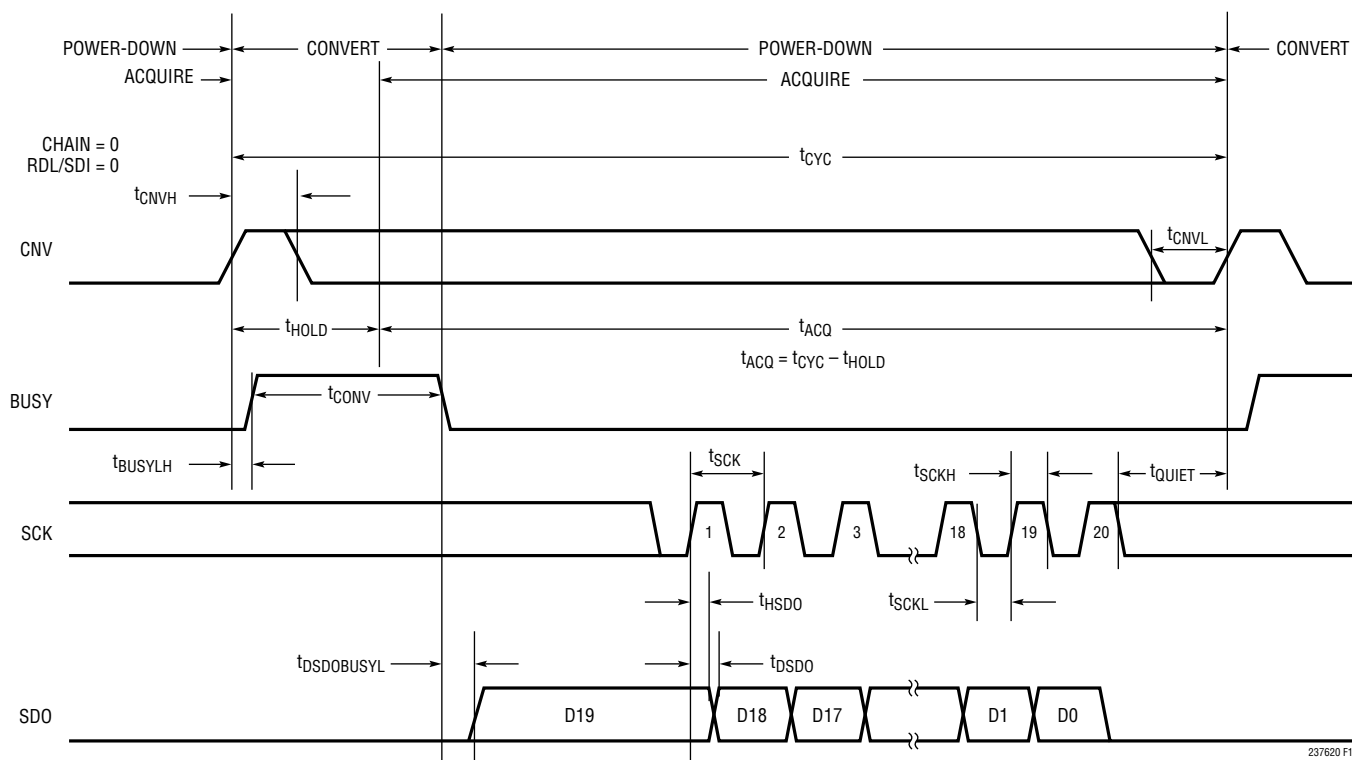 POWER-DOWN CONVERT POWER-DOWN CONVERT
ACQUIRE ACQUIRE
CHAIN = 0
RDL/SDI = 0
tCYC
tCNVH
CNV
tCNVL
tHOLD tACQ
tACQ = tCYC – tHOLD
BUSY
tCONV
tBUSYLH
tSCK tSCKH tQUIET
SCK 1 2 3 18 19 20
tHSDO tSCKL
tDSDOBUSYL tDSDO
SDO D19 D18 D17 D1 D0
237620 F1